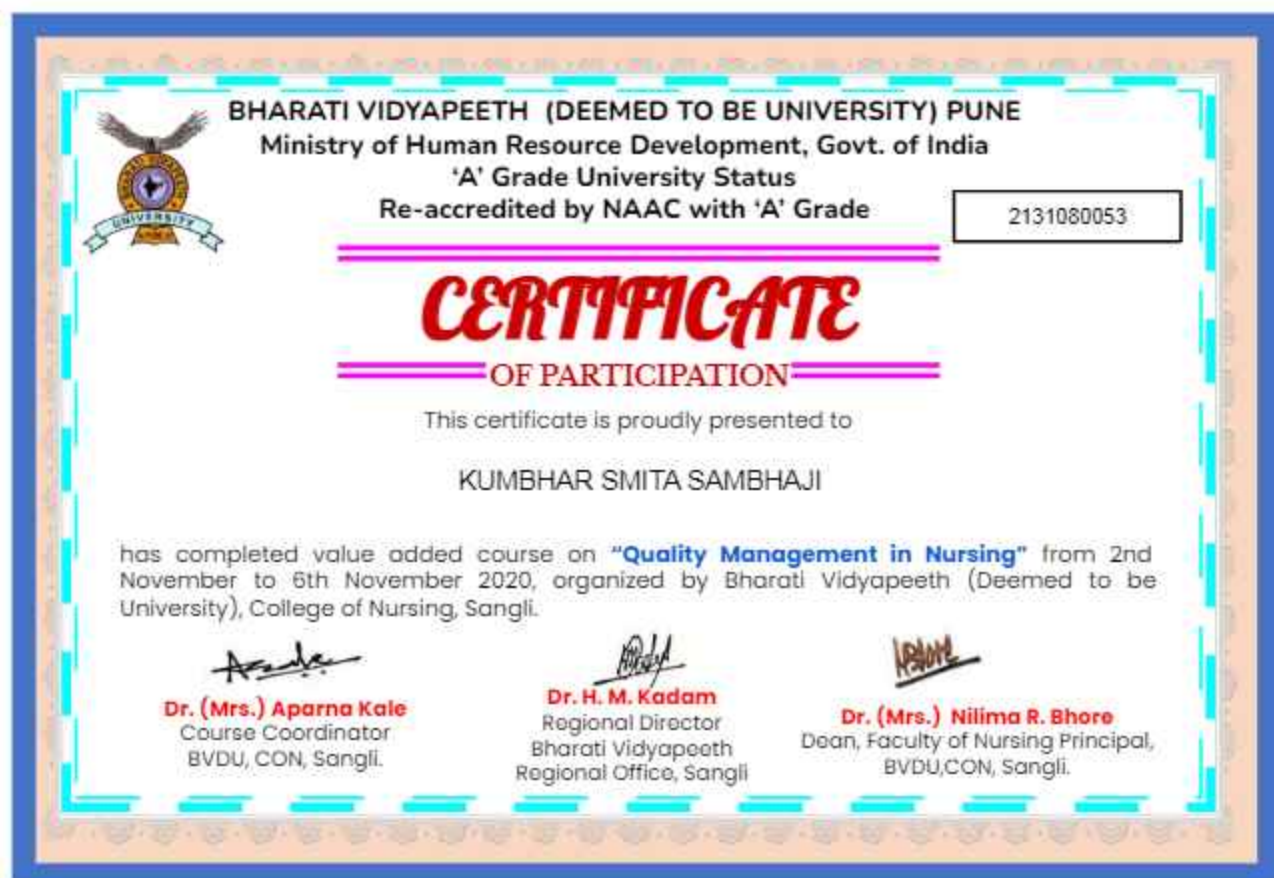 BHARATI VIDYAPEETH (DEEMED TO BE UNIVERSITY) PUNE
Ministry of Human Resource Development, Govt. of India
‘A’ Grade University Status
Re-accredited by NAAC with ‘A’ Grade
2131080053
BHARATI VIDYAPEETH
UNIVERSITY
CERTIFICATE
OF PARTICIPATION
This certificate is proudly presented to
KUMBHAR SMITA SAMBHAJI
has completed value added course on “Quality Management in Nursing” from 2nd
November to 6th November 2020, organized by Bharati Vidyapeeth (Deemed to be
University), College of Nursing, Sangli.
Dr. (Mrs.) Aparna Kale
Course Coordinator
BVDU, CON, Sangli.
Dr. H. M. Kadam
Regional Director
Bharati Vidyapeeth
Regional Office, Sangli
Dr. (Mrs.) Nilima R. Bhore
Dean, Faculty of Nursing Principal,
BVDU,CON, Sangli.